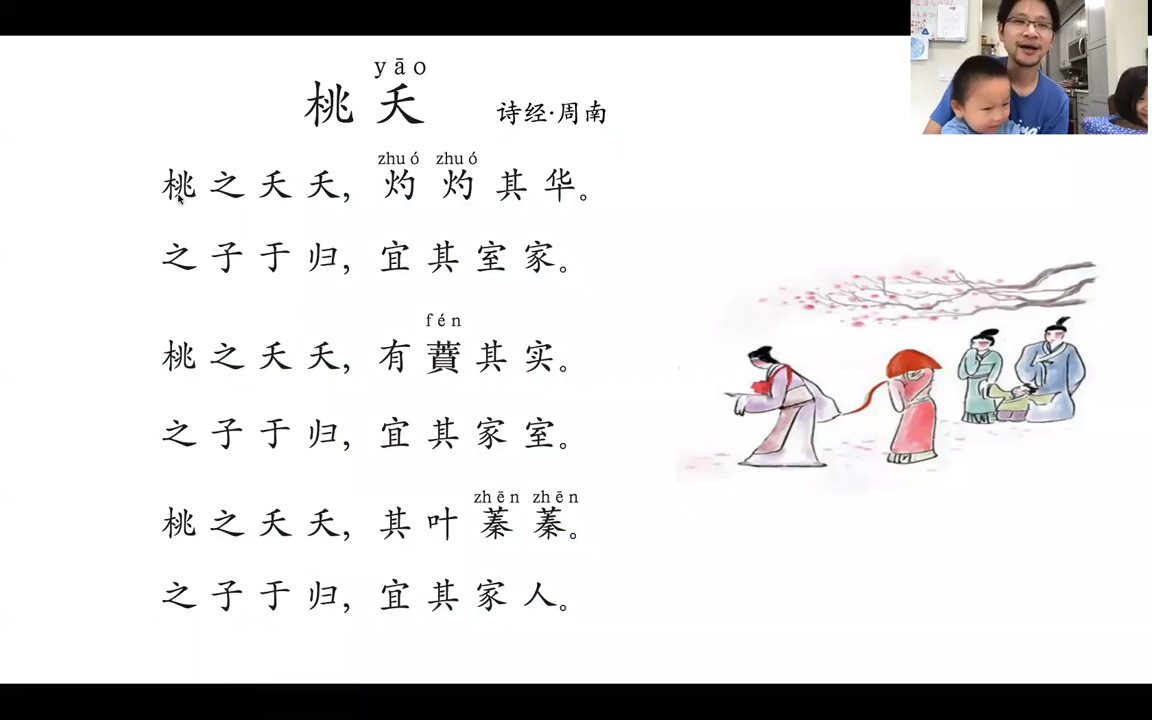 yāo
桃夭 诗经·周南
zhuó zhuó
桃之夭夭，灼灼其华。
之子于归，宜其室家。
fén
桃之夭夭，有蕡其实。
之子于归，宜其家室。
zhēn zhēn
桃之夭夭，其叶蓁蓁。
之子于归，宜其家人。